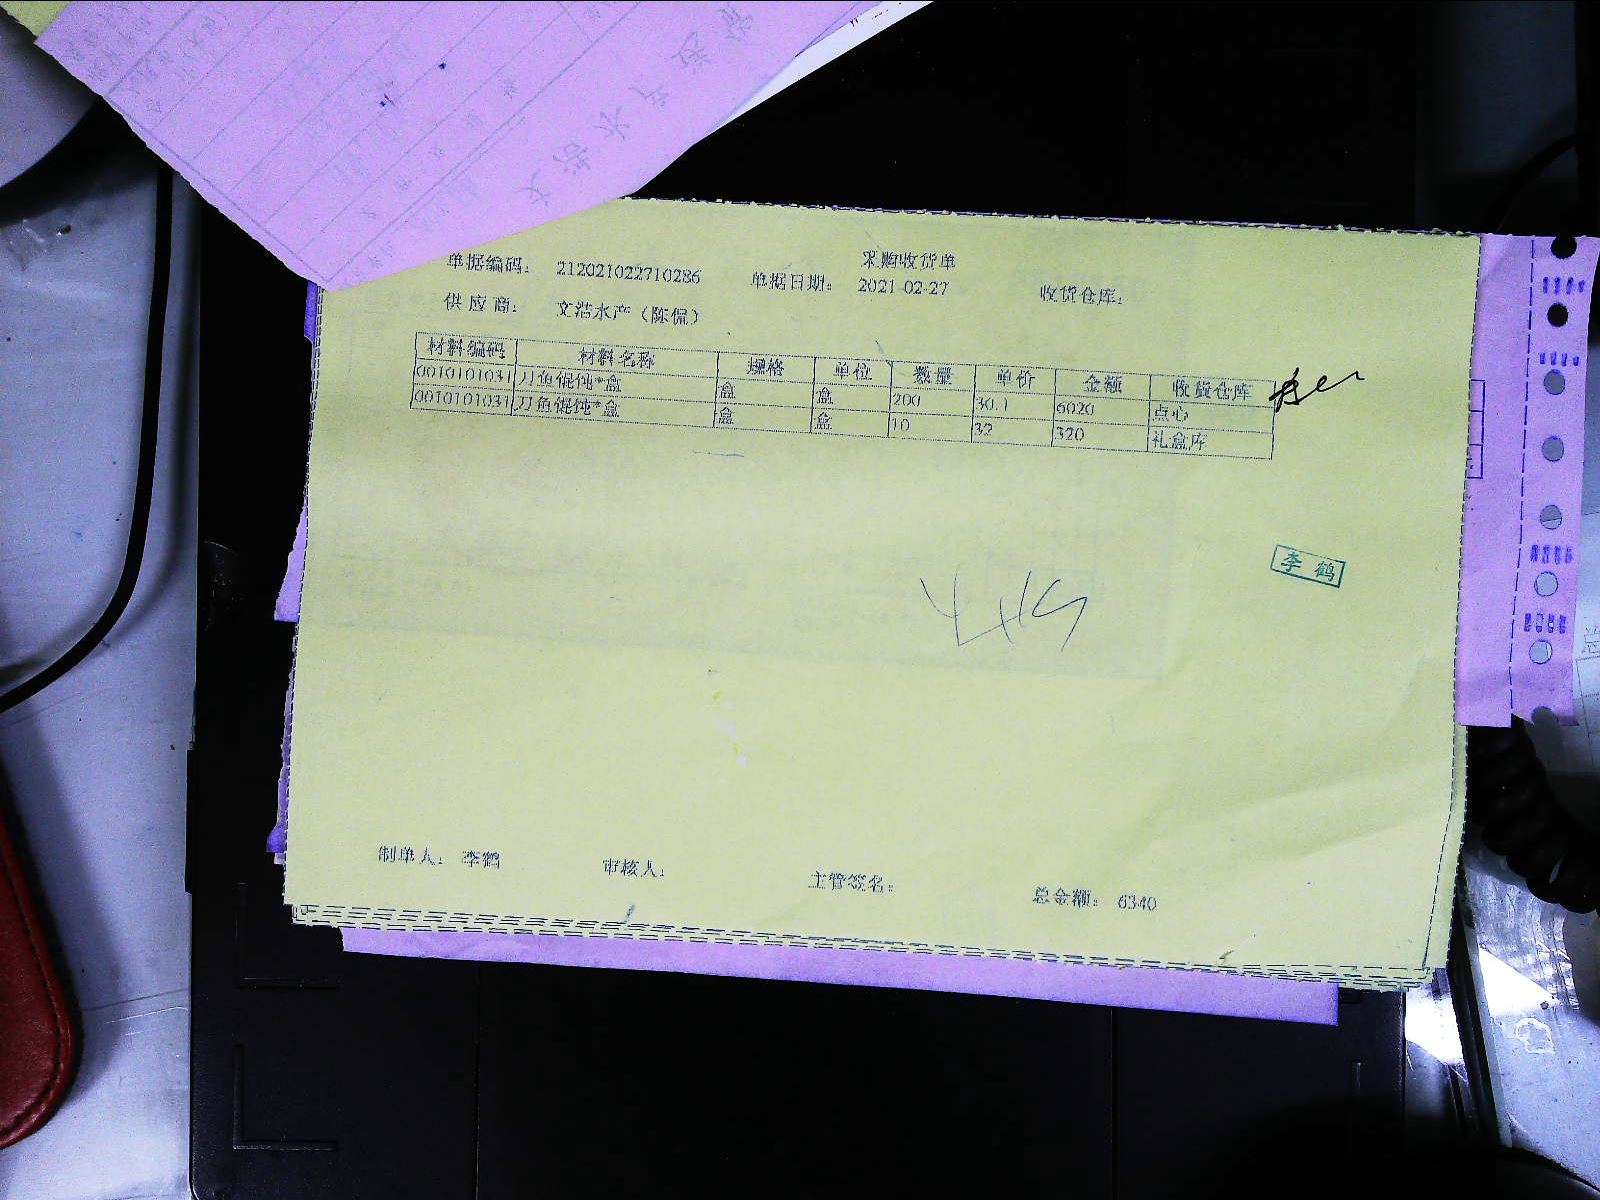 采购收货单
单据编码： 212021022710286 单据日期： 2021-02-27 收货仓库：
供应商： 文浩水产（陈侃）
材料编码 材料名称 规格 单位 数量 单价 金额 收货仓库
0010101031 刀鱼馄饨*盒 盒 盒 200 30.1 6020 点心
0010101031 刀鱼馄饨*盒 盒 盒 10 32 320 礼盒库
李鹤
制单人： 李鹤 审核人： 主管签名： 总金额： 6340